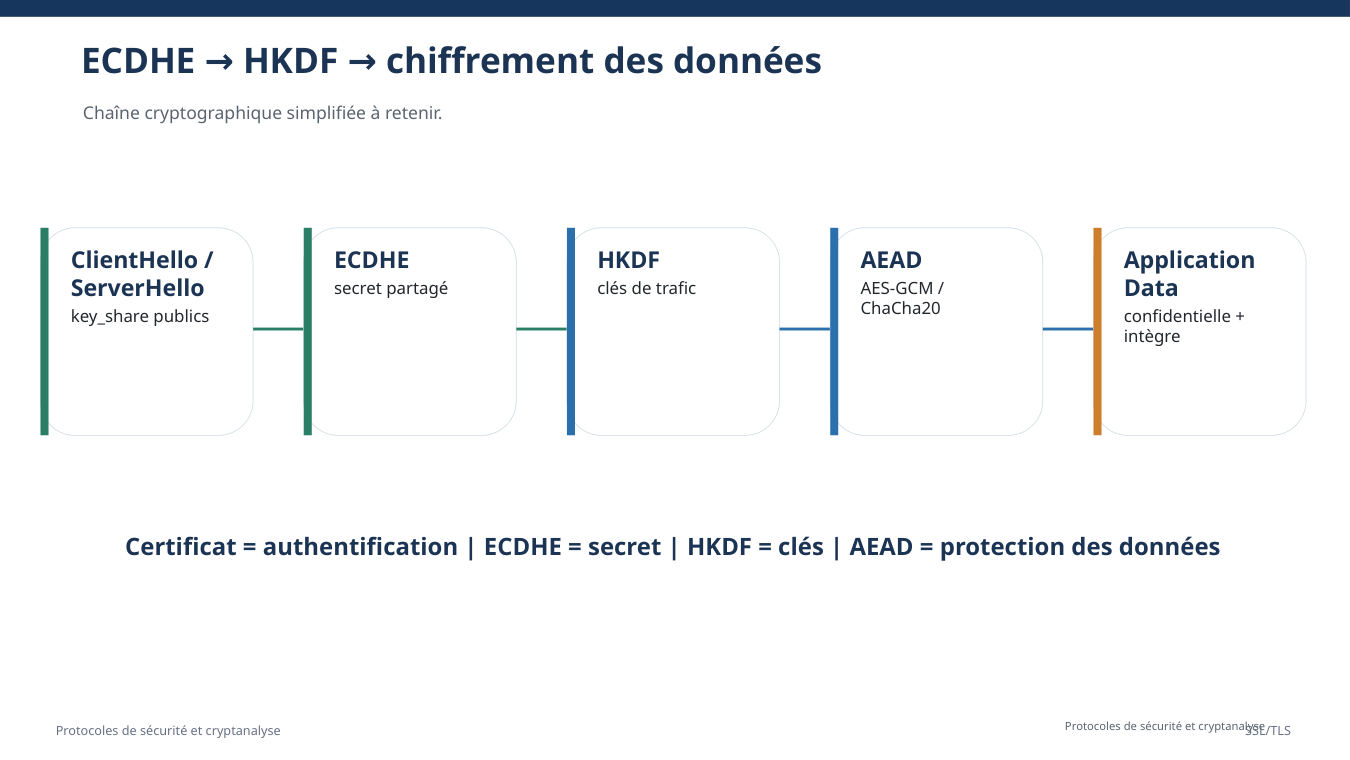 ECDHE → HKDF → chiffrement des données
Chaîne cryptographique simplifiée à retenir.
ClientHello /
ServerHello
key_share publics
ECDHE
secret partagé
HKDF
clés de trafic
AEAD
AES-GCM /
ChaCha20
Application
Data
confidentielle +
intègre
Certificat = authentification | ECDHE = secret | HKDF = clés | AEAD = protection des données
Protocoles de sécurité et cryptanalyse
Protocoles de sécurité et cryptanalyse
SSL/TLS